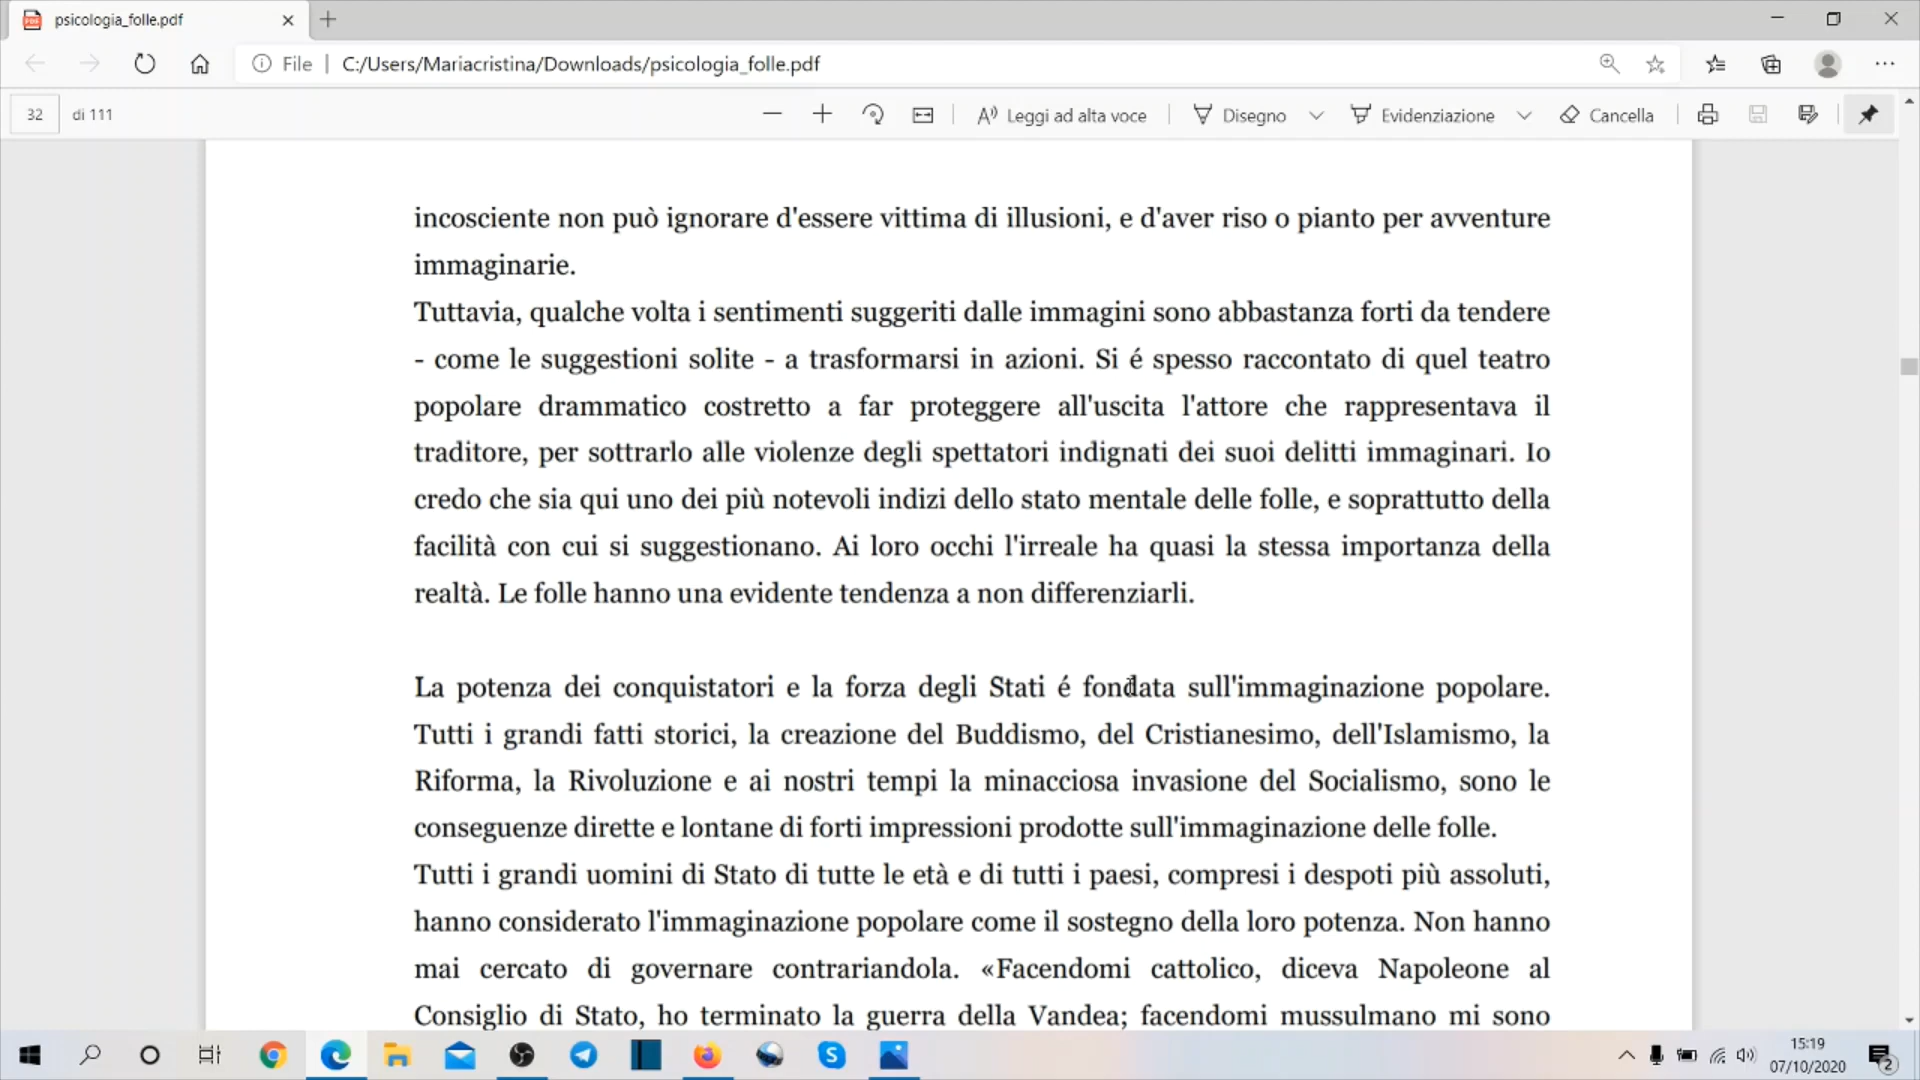 psicologia_folle.pdf
File | C:/Users/Mariacristina/Downloads/psicologia_folle.pdf
32 di 111 Leggi ad alta voce Disegno Evidenziazione Cancella
incosciente non può ignorare d'essere vittima di illusioni, e d'aver riso o pianto per avventure
immaginarie.
Tuttavia, qualche volta i sentimenti suggeriti dalle immagini sono abbastanza forti da tendere
- come le suggestioni solite - a trasformarsi in azioni. Si é spesso raccontato di quel teatro
popolare drammatico costretto a far proteggere all'uscita l'attore che rappresentava il
traditore, per sottrarlo alle violenze degli spettatori indignati dei suoi delitti immaginari. Io
credo che sia qui uno dei più notevoli indizi dello stato mentale delle folle, e soprattutto della
facilità con cui si suggestionano. Ai loro occhi l'irreale ha quasi la stessa importanza della
realtà. Le folle hanno una evidente tendenza a non differenziarli.
La potenza dei conquistatori e la forza degli Stati é fondata sull'immaginazione popolare.
Tutti i grandi fatti storici, la creazione del Buddismo, del Cristianesimo, dell'Islamismo, la
Riforma, la Rivoluzione e ai nostri tempi la minacciosa invasione del Socialismo, sono le
conseguenze dirette e lontane di forti impressioni prodotte sull'immaginazione delle folle.
Tutti i grandi uomini di Stato di tutte le età e di tutti i paesi, compresi i despoti più assoluti,
hanno considerato l'immaginazione popolare come il sostegno della loro potenza. Non hanno
mai cercato di governare contrariandola. «Facendomi cattolico, diceva Napoleone al
Consiglio di Stato, ho terminato la guerra della Vandea; facendomi mussulmano mi sono
15:19
07/10/2020
2